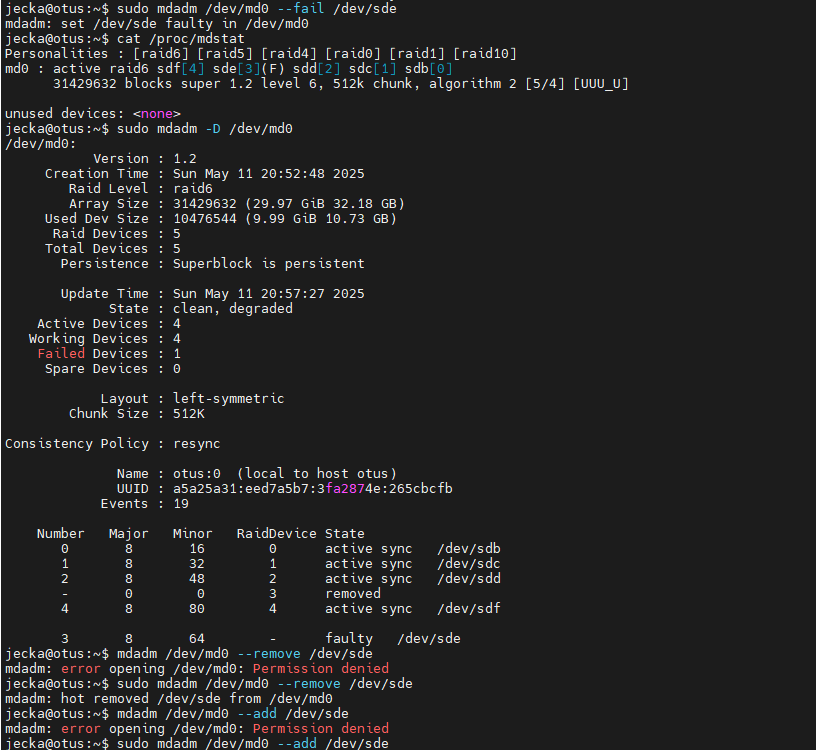 jecka@otus:~$ sudo mdadm /dev/md0 --fail /dev/sde
mdadm: set /dev/sde faulty in /dev/md0
jecka@otus:~$ cat /proc/mdstat
Personalities : [raid6] [raid5] [raid4] [raid0] [raid1] [raid10]
md0 : active raid6 sdf[4] sde[3](F) sdd[2] sdc[1] sdb[0]
      31429632 blocks super 1.2 level 6, 512k chunk, algorithm 2 [5/4] [UUU_U]

unused devices: <none>
jecka@otus:~$ sudo mdadm -D /dev/md0
/dev/md0:
           Version : 1.2
     Creation Time : Sun May 11 20:52:48 2025
        Raid Level : raid6
        Array Size : 31429632 (29.97 GiB 32.18 GB)
     Used Dev Size : 10476544 (9.99 GiB 10.73 GB)
      Raid Devices : 5
     Total Devices : 5
       Persistence : Superblock is persistent

       Update Time : Sun May 11 20:57:27 2025
             State : clean, degraded
    Active Devices : 4
   Working Devices : 4
    Failed Devices : 1
     Spare Devices : 0

            Layout : left-symmetric
        Chunk Size : 512K

Consistency Policy : resync

              Name : otus:0  (local to host otus)
              UUID : a5a25a31:eed7a5b7:3fa2874e:265cbcfb
            Events : 19

    Number   Major   Minor   RaidDevice State
       0       8       16        0      active sync   /dev/sdb
       1       8       32        1      active sync   /dev/sdc
       2       8       48        2      active sync   /dev/sdd
       -       0        0        3      removed
       4       8       80        4      active sync   /dev/sdf

       3       8       64        -      faulty   /dev/sde
jecka@otus:~$ mdadm /dev/md0 --remove /dev/sde
mdadm: error opening /dev/md0: Permission denied
jecka@otus:~$ sudo mdadm /dev/md0 --remove /dev/sde
mdadm: hot removed /dev/sde from /dev/md0
jecka@otus:~$ mdadm /dev/md0 --add /dev/sde
mdadm: error opening /dev/md0: Permission denied
jecka@otus:~$ sudo mdadm /dev/md0 --add /dev/sde